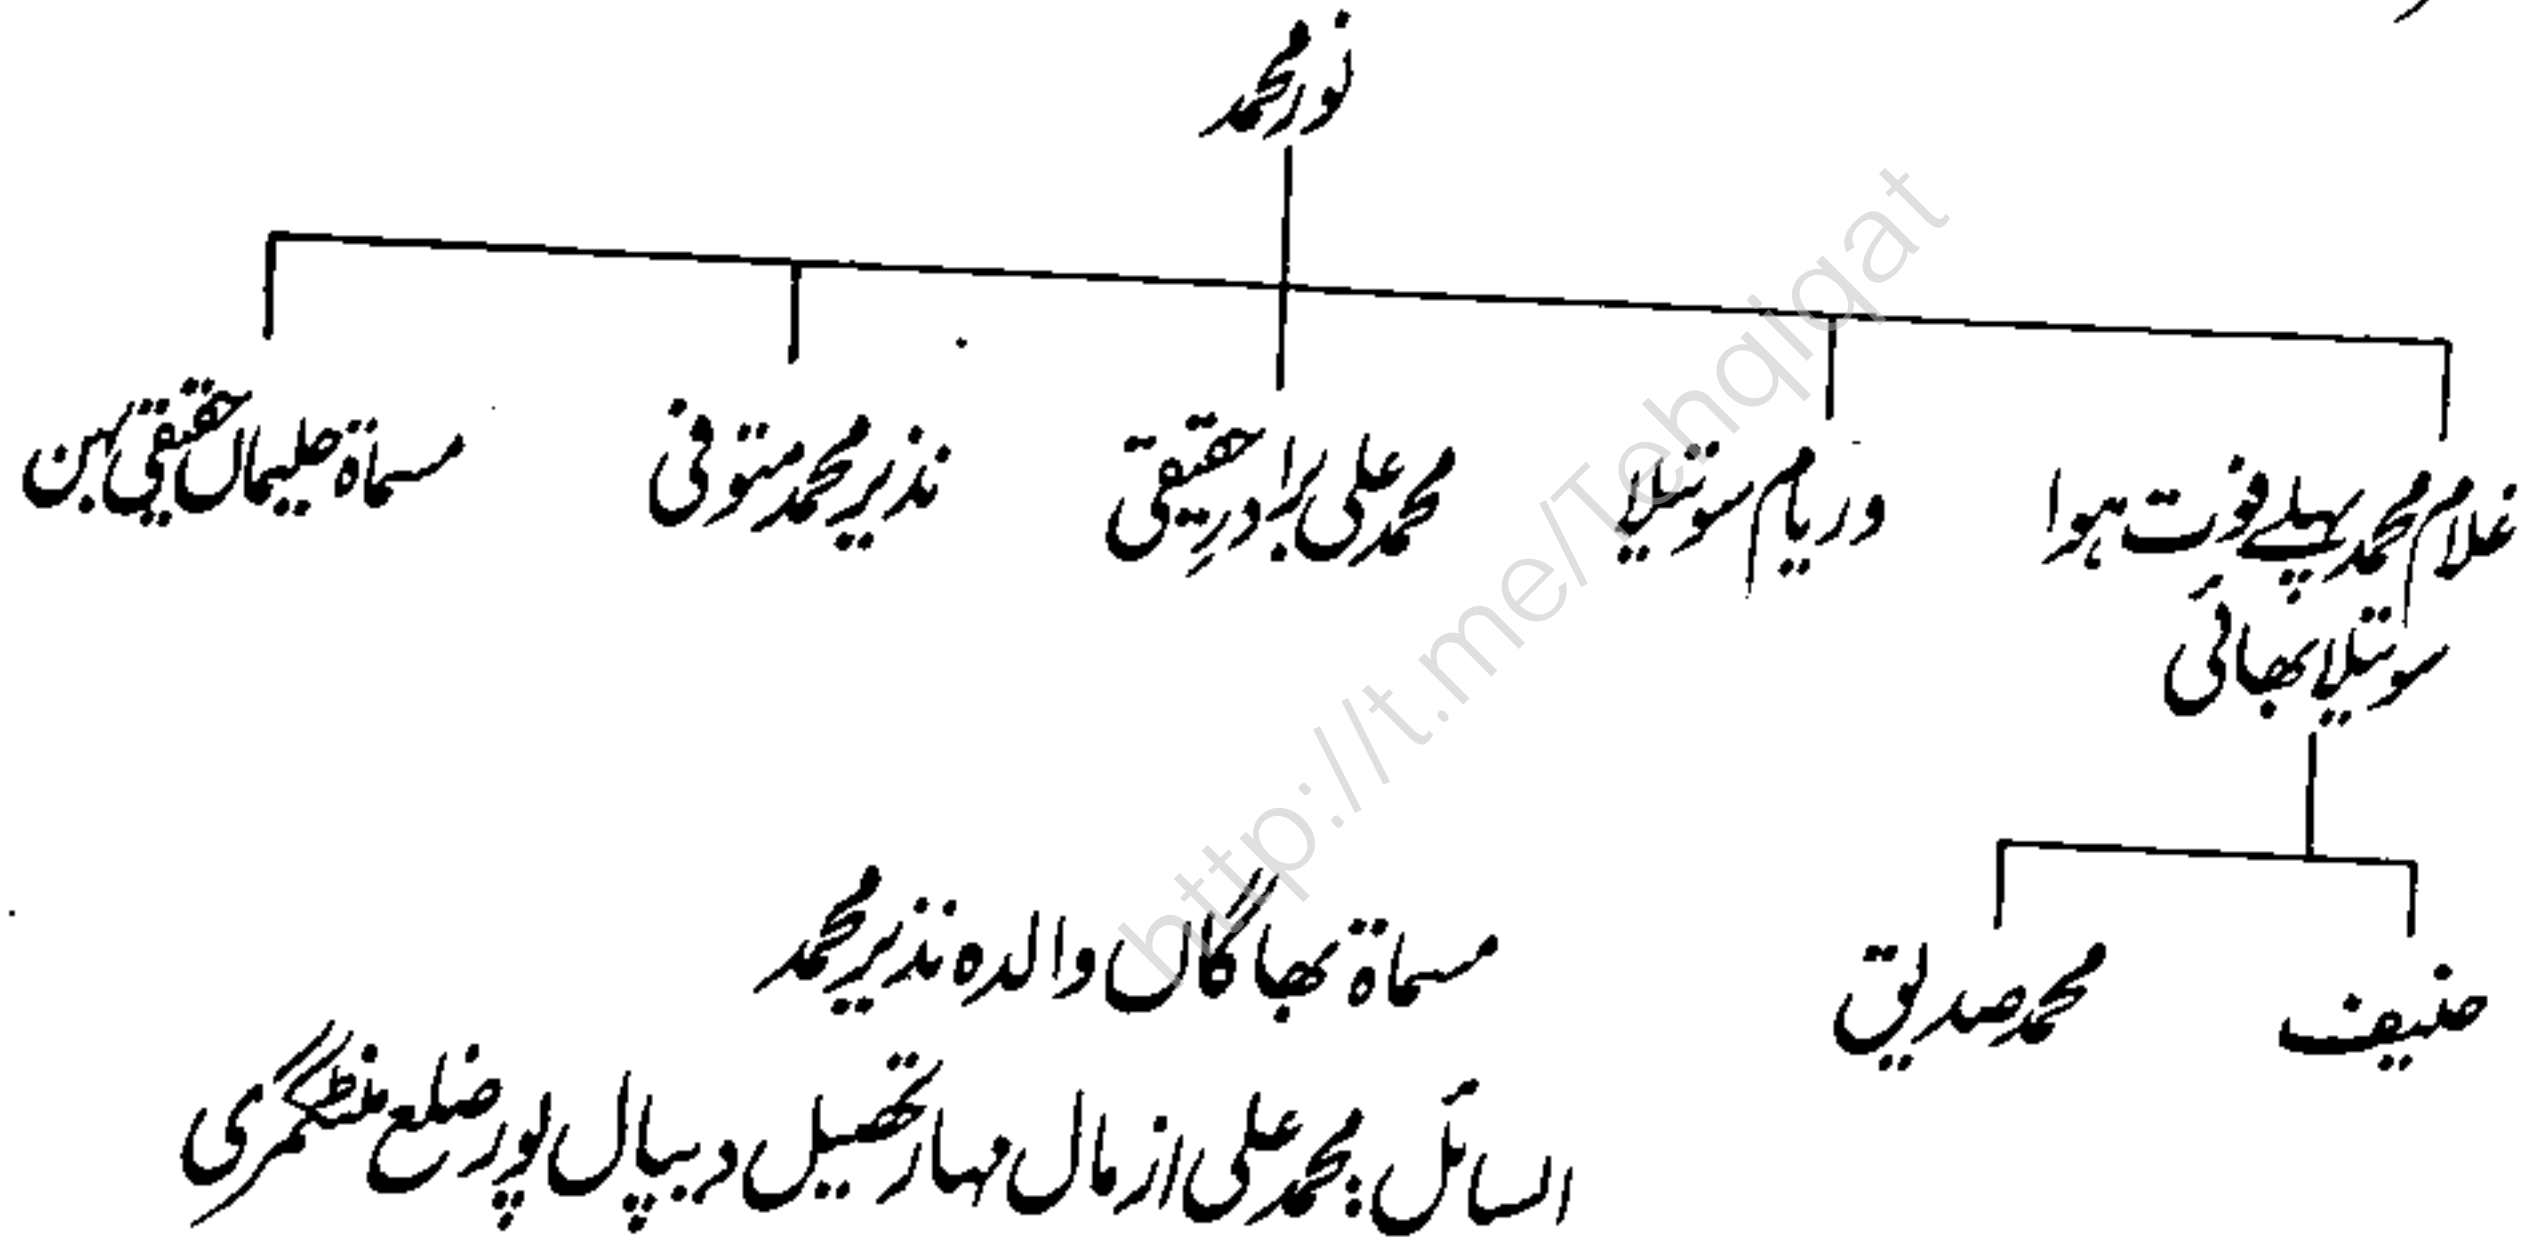 نور محمد
غلام محمد پہلے فوت ہوا
سوتیلا بھائی
وریام سوتیلا
محمد علی برادرِ حقیقی
نذیر محمد متوفی
مسماۃ حلیماں حقیقی بہن
حنیف
محمد صدیق
مسماۃ بھاگاں والدہ نذیر محمد
السائل: محمد علی از مال مہار تحصیل دیپال پور ضلع منٹگمری
http://t.me/Tehqiqat